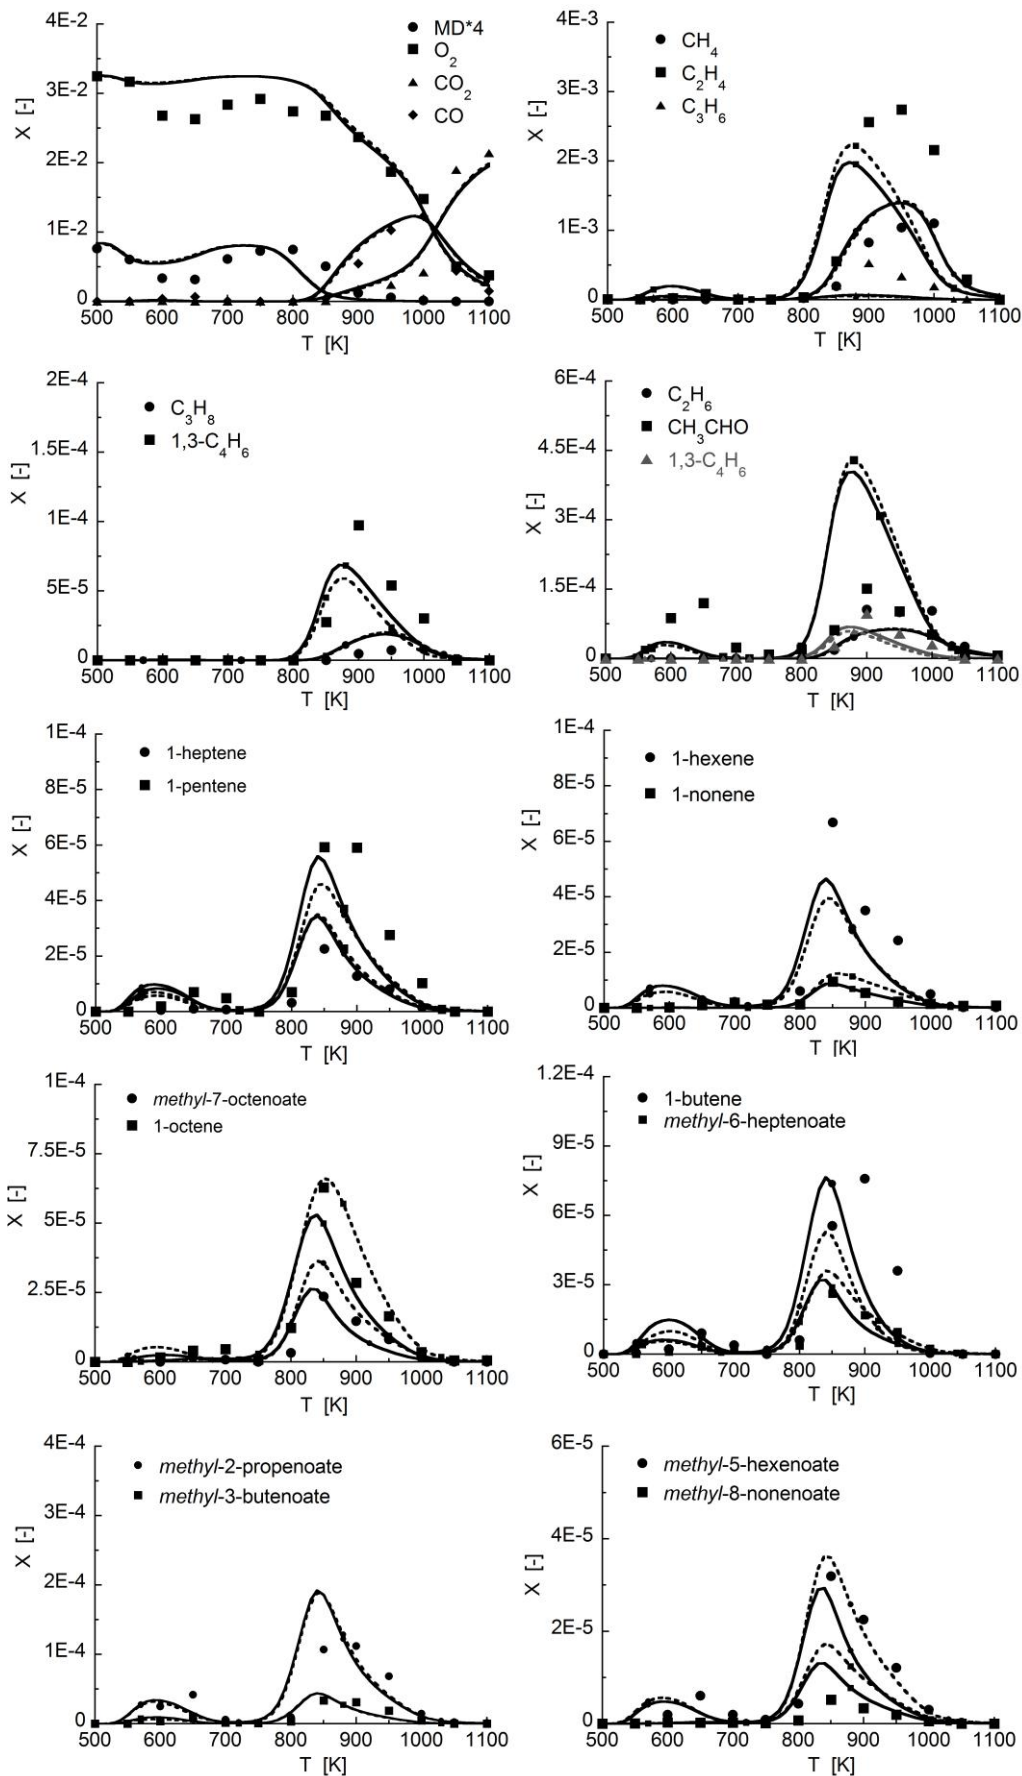 4E-2
3E-2
2E-2
1E-2
0
X [-]
MD*4
O2
CO2
CO
500 600 700 800 900 1000 1100
T [K]
4E-3
3E-3
2E-3
1E-3
0
X [-]
CH4
C2H4
C3H6
500 600 700 800 900 1000 1100
T [K]
2E-4
1.5E-4
1E-4
5E-5
0
X [-]
C3H8
1,3-C4H6
500 600 700 800 900 1000 1100
T [K]
6E-4
4.5E-4
3E-4
1.5E-4
0
X [-]
C2H6
CH3CHO
1,3-C4H6
500 600 700 800 900 1000 1100
T [K]
1E-4
8E-5
6E-5
4E-5
2E-5
0
X [-]
1-heptene
1-pentene
500 600 700 800 900 1000 1100
T [K]
1E-4
8E-5
6E-5
4E-5
2E-5
0
X [-]
1-hexene
1-nonene
500 600 700 800 900 1000 1100
T [K]
1E-4
7.5E-5
5E-5
2.5E-5
0
X [-]
methyl-7-octenoate
1-octene
500 600 700 800 900 1000 1100
T [K]
1.2E-4
9E-5
6E-5
3E-5
0
X [-]
1-butene
methyl-6-heptenoate
500 600 700 800 900 1000 1100
T [K]
4E-4
3E-4
2E-4
1E-4
0
X [-]
methyl-2-propenoate
methyl-3-butenoate
500 600 700 800 900 1000 1100
T [K]
6E-5
4E-5
2E-5
0
X [-]
methyl-5-hexenoate
methyl-8-nonenoate
500 600 700 800 900 1000 1100
T [K]